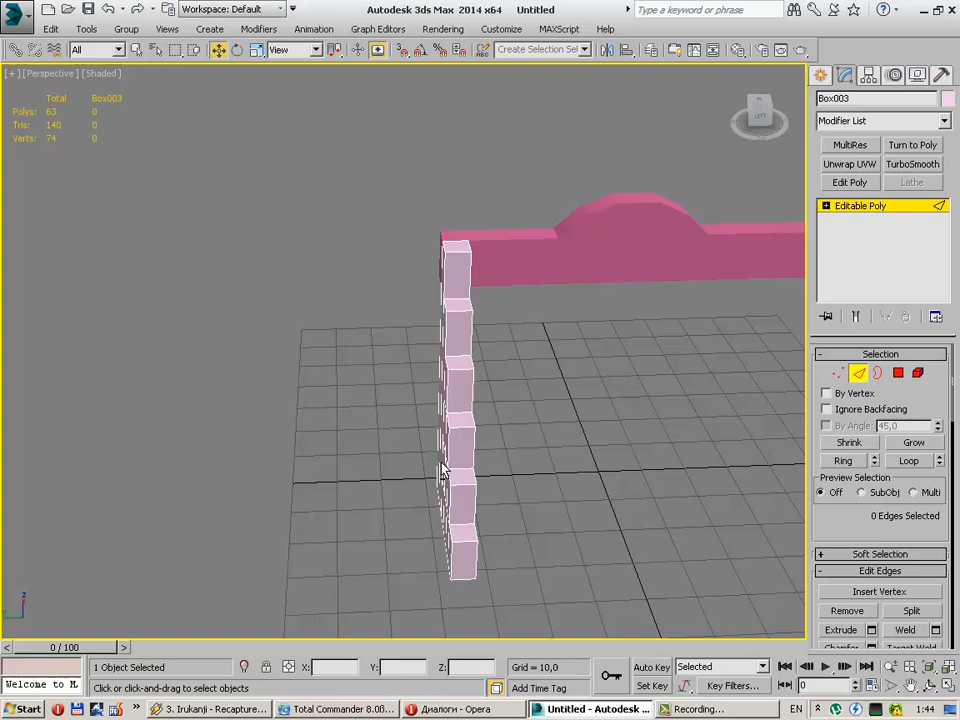 Workspace: Default
Autodesk 3ds Max 2014 x64 Untitled
Type a keyword or phrase
Edit Tools Group Views Create Modifiers Animation Graph Editors Rendering Customize MAXScript Help
All View Create Selection Se
[+] [Perspective] [Shaded]
Total Box003
Polys: 63 0
Tris: 140 0
Verts: 74 0
LEFT
Box003
Modifier List
MultiRes Turn to Poly
Unwrap UVW TurboSmooth
Edit Poly Lathe
Editable Poly
Selection
By Vertex
Ignore Backfacing
By Angle: 45,0
Shrink Grow
Ring Loop
Preview Selection
Off SubObj Multi
0 Edges Selected
Soft Selection
Edit Edges
Insert Vertex
Remove Split
Extrude Weld
Chamfer Target Weld
0 / 100
1 Object Selected X: Y: Z: Grid = 10,0 Auto Key Selected
Welcome to M Click or click-and-drag to select objects Add Time Tag Set Key Key Filters... 0
Start 3. Irukanji - Recapture... Total Commander 8.0... Диалоги - Opera Untitled - Autodesk ... Recording... EN 1:44